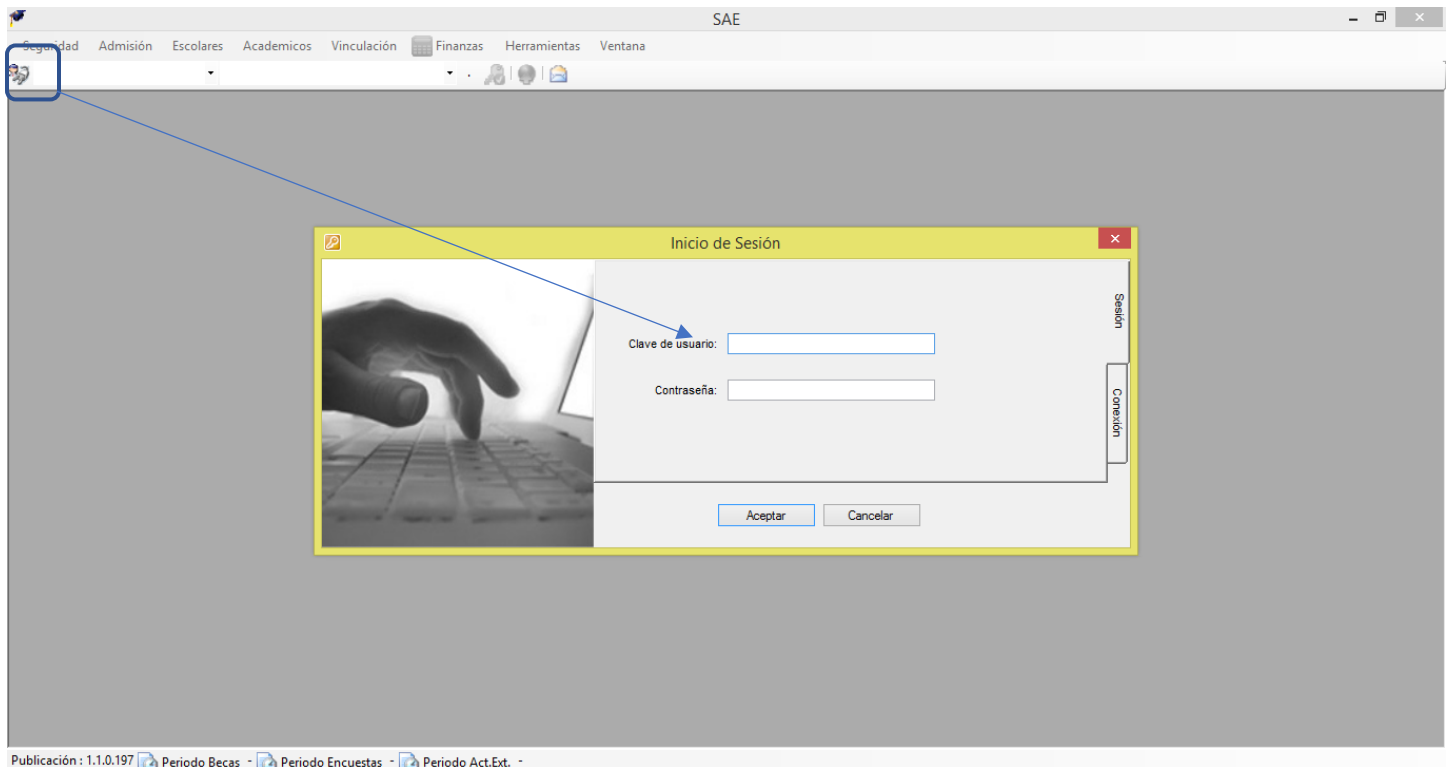 SAE
Seguridad Admisión Escolares Academicos Vinculación Finanzas Herramientas Ventana
Inicio de Sesión
Sesión
Clave de usuario:
Contraseña:
Conexión
Aceptar Cancelar
Publicación : 1.1.0.197 Periodo Becas - Periodo Encuestas - Periodo Act.Ext. -